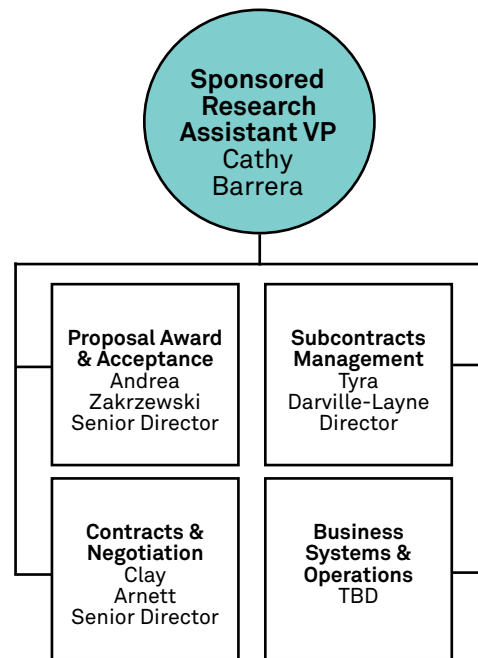 Sponsored
Research
Assistant VP
Cathy
Barrera
Proposal Award
& Acceptance
Andrea
Zakrzewski
Senior Director
Subcontracts
Management
Tyra
Darville-Layne
Director
Contracts &
Negotiation
Clay
Arnett
Senior Director
Business
Systems &
Operations
TBD